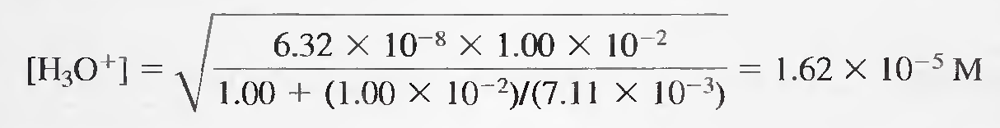 [H₃O⁺] = √((6.32 × 10⁻⁸ × 1.00 × 10⁻²)/(1.00 + (1.00 × 10⁻²)/(7.11 × 10⁻³))) = 1.62 × 10⁻⁵ M